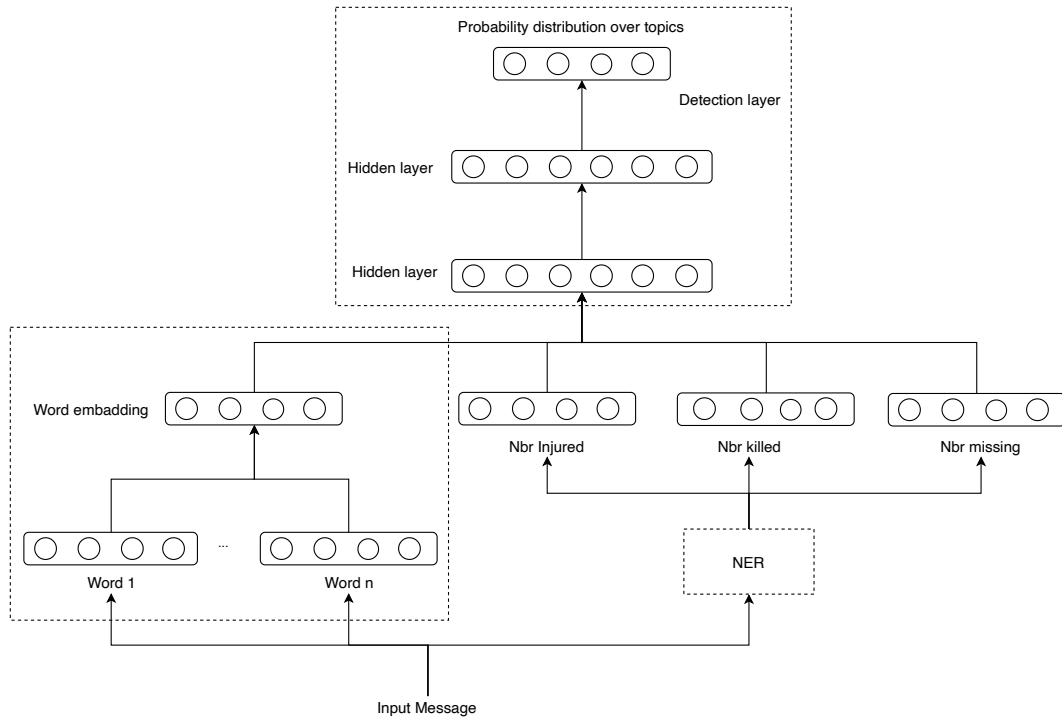 Probability distribution over topics
Detection layer
Hidden layer
Hidden layer
Word embadding
Nbr Injured
Nbr killed
Nbr missing
...
Word 1
Word n
NER
Input Message